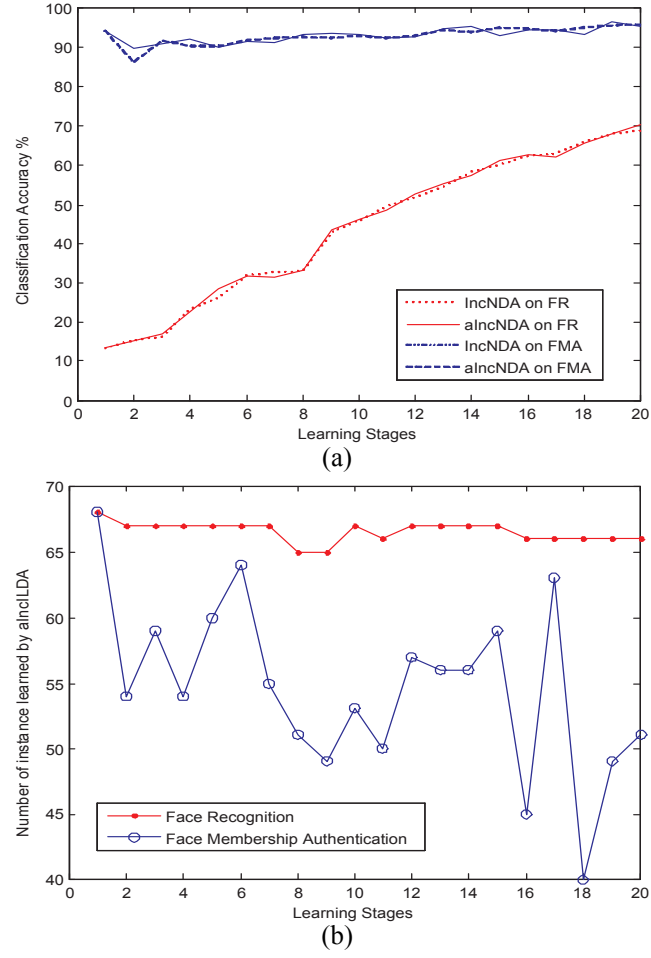 100
90
80
70
60
50
40
30
20
10
0
Classification Accuracy %
IncNDA on FR
aIncNDA on FR
IncNDA on FMA
aIncNDA on FMA
0 2 4 6 8 10 12 14 16 18 20
Learning Stages
(a)
70
65
60
55
50
45
40
Number of instance learned by aIncILDA
Face Recognition
Face Membership Authentication
0 2 4 6 8 10 12 14 16 18 20
Learning Stages
(b)